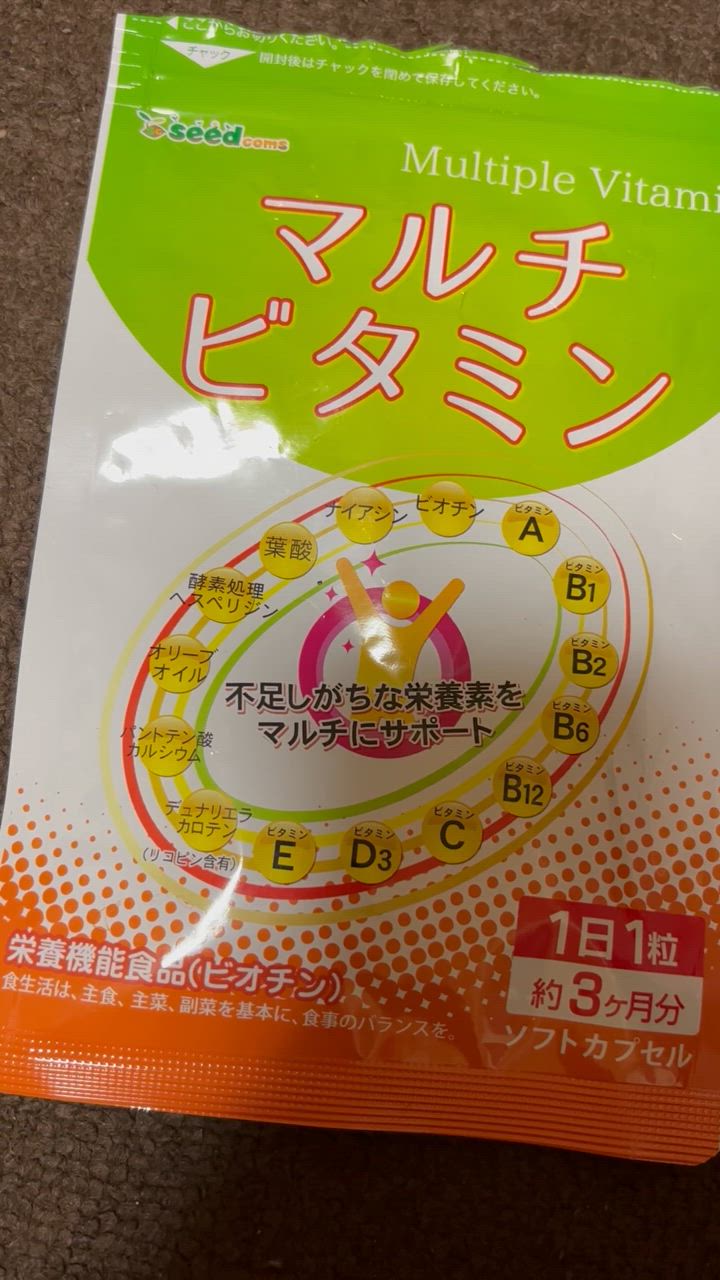 ここからお切りください。
チャック
開封後はチャックを閉めて保存してください。
seedcoms
Multiple Vitami
マルチ
ビタミン
ナイアシン
ビオチン
ビタミン
A
葉酸
ビタミン
B1
酵素処理
ヘスペリジン
ビタミン
B2
オリーブ
オイル
不足しがちな栄養素を
マルチにサポート
ビタミン
B6
パントテン酸
カルシウム
ビタミン
B12
デュナリエラ
カロテン
(リコピン含有)
ビタミン
E
ビタミン
D3
ビタミン
C
栄養機能食品(ビオチン)
食生活は、主食、主菜、副菜を基本に、食事のバランスを。
1日1粒
約3ヶ月分
ソフトカプセル